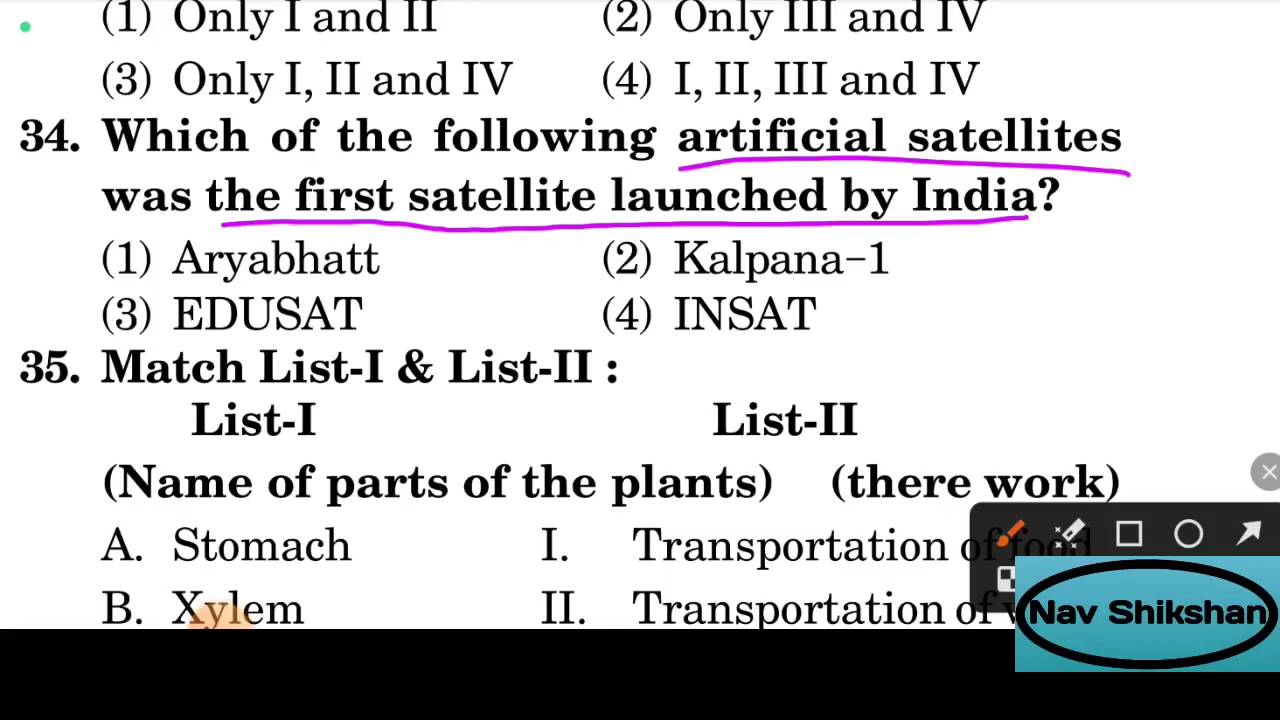 (1) Only I and II (2) Only III and IV
(3) Only I, II and IV (4) I, II, III and IV
34. Which of the following artificial satellites
was the first satellite launched by India?
(1) Aryabhatt (2) Kalpana–1
(3) EDUSAT (4) INSAT
35. Match List-I & List-II :
List-I List-II
(Name of parts of the plants) (there work)
A. Stomach I. Transportation of food
B. Xylem II. Transportation of
Nav Shikshan